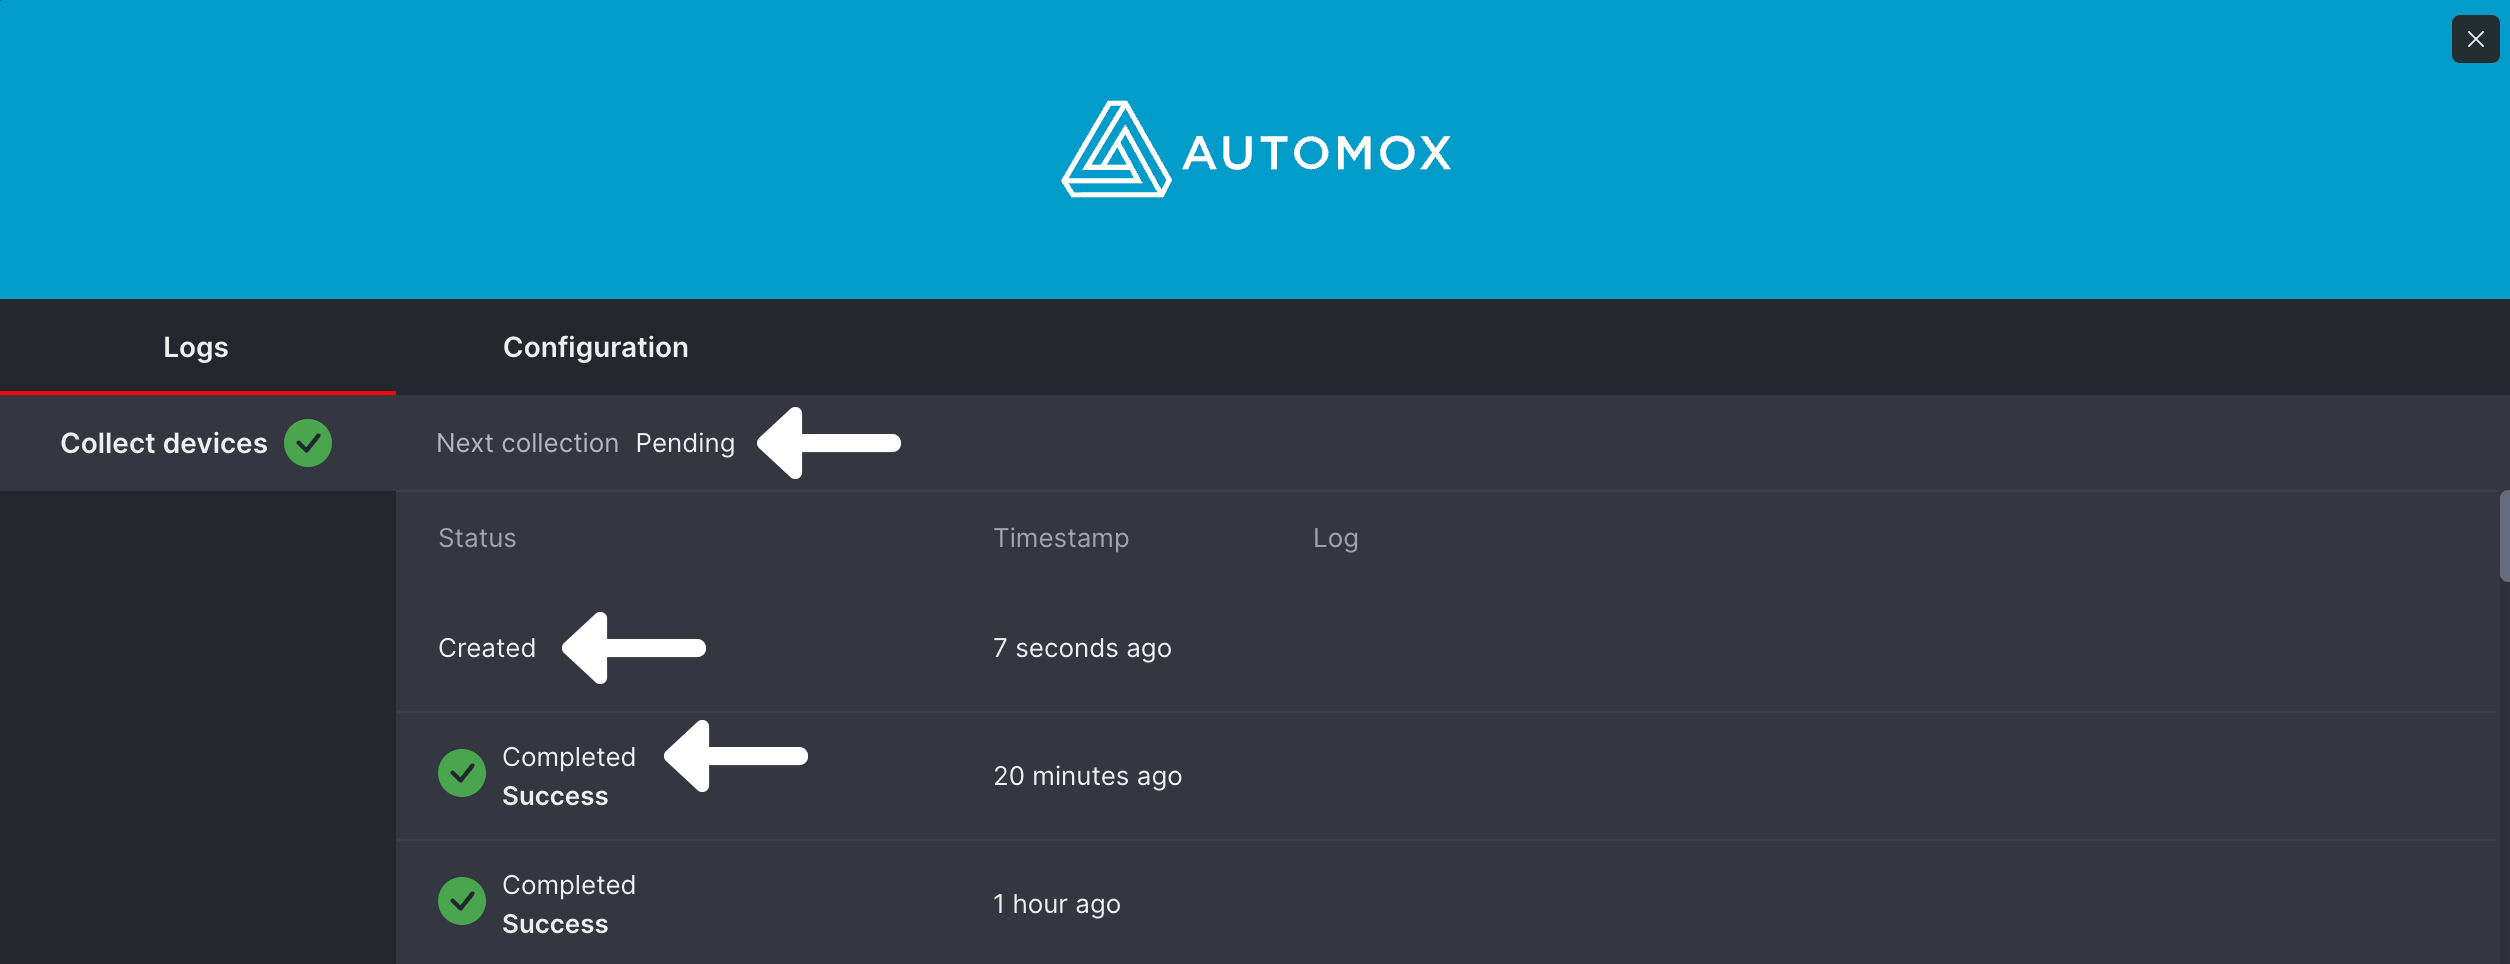 AUTOMOX
Logs Configuration
Collect devices Next collection Pending
Status Timestamp Log
Created 7 seconds ago
Completed
Success
20 minutes ago
Completed
Success
1 hour ago